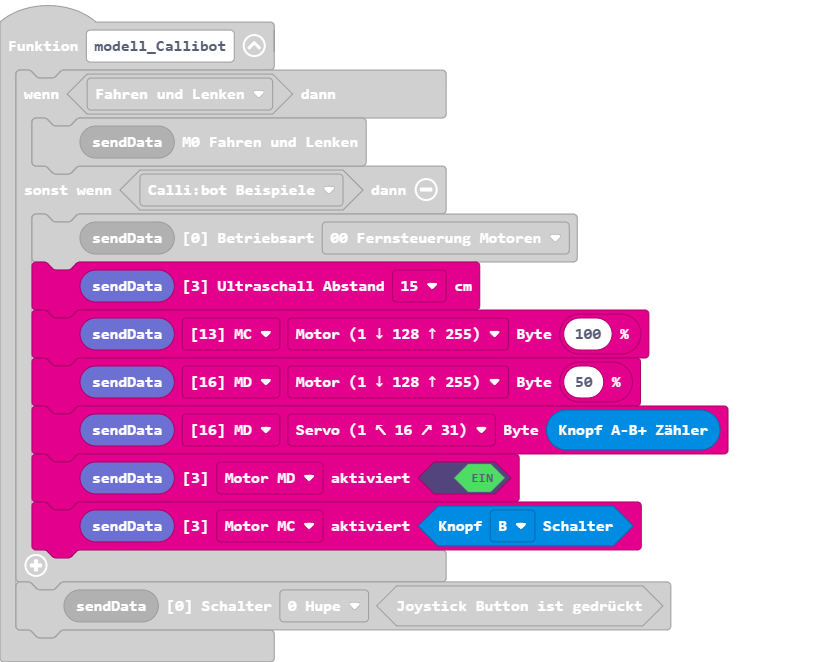 Funktion modell_Callibot
wenn Fahren und Lenken dann
sendData M0 Fahren und Lenken
sonst wenn Calli:bot Beispiele dann
sendData [0] Betriebsart 00 Fernsteuerung Motoren
sendData [3] Ultraschall Abstand 15 cm
sendData [13] MC Motor (1 ↓ 128 ↑ 255) Byte 100 %
sendData [16] MD Motor (1 ↓ 128 ↑ 255) Byte 50 %
sendData [16] MD Servo (1 ↖ 16 ↗ 31) Byte Knopf A-B+ Zähler
sendData [3] Motor MD aktiviert EIN
sendData [3] Motor MC aktiviert Knopf B Schalter
sendData [0] Schalter 0 Hupe Joystick Button ist gedrückt